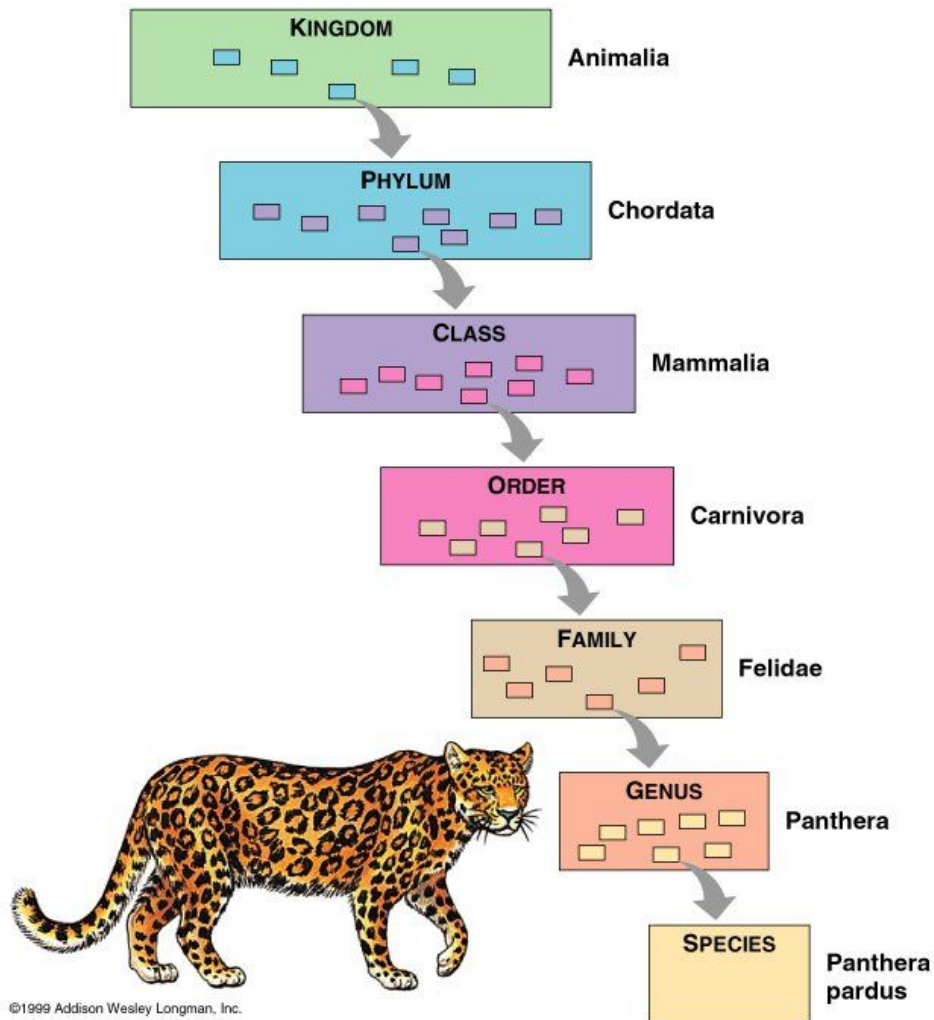 KINGDOM
Animalia
PHYLUM
Chordata
CLASS
Mammalia
ORDER
Carnivora
FAMILY
Felidae
GENUS
Panthera
SPECIES
Panthera
pardus
©1999 Addison Wesley Longman, Inc.